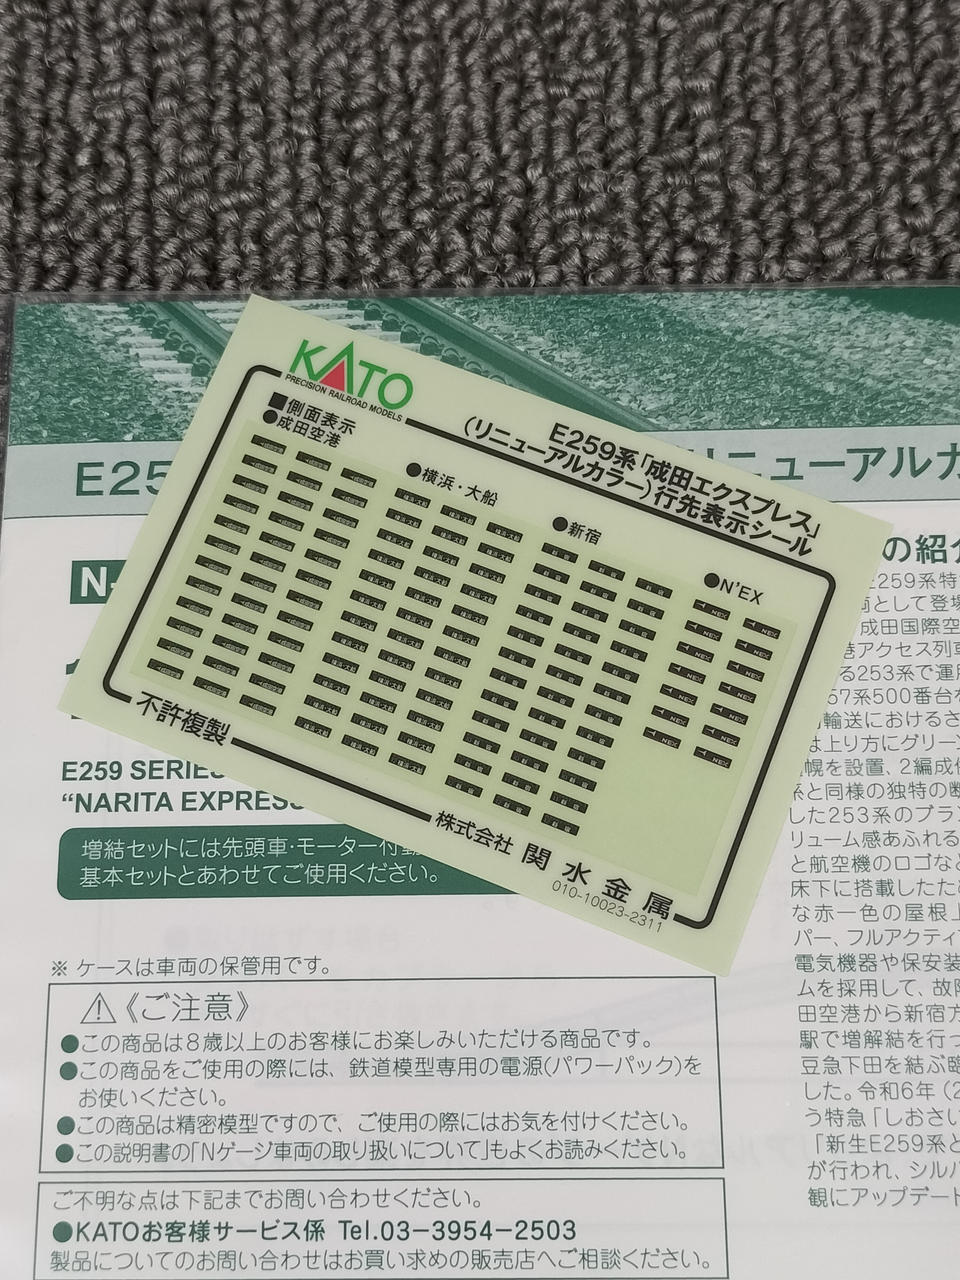 KATO
PRECISION RAILROAD MODELS
E259系「成田エクスプレス」
(リニューアルカラー)行先表示シール
■側面表示
●成田空港
●横浜・大船
●新宿
●N'EX
不許複製
株式会社 関水金属
010-10023-2311
E25
リニューアルカ
N-
E259 SERIES
"NARITA EXPRESS
増結セットには先頭車・モーター付
基本セットとあわせてご使用ください。
※ ケースは車両の保管用です。
⚠《ご注意》
●この商品は8歳以上のお客様にお楽しみいただける商品です。
●この商品をご使用の際には、鉄道模型専用の電源(パワーパック)を
お使いください。
●この商品は精密模型ですので、ご使用の際にはお気を付けください。
●この説明書の「Nゲージ車両の取り扱いについて」もよくお読みください。
ご不明な点は下記までお問い合わせください。
●KATOお客様サービス係 Tel.03-3954-2503
製品についてのお問い合わせはお買い求めの販売店へご相談ください。
の紹介
E259系特
両として登場
成田国際空
港アクセス列車
る253系で運用
57系500番台を
輸送におけるさ
は上り方にグリーン
幌を設置、2編成併
系と同様の独特の断
した253系のブラン
リューム感あふれる
と航空機のロゴなと
床下に搭載したため
な赤一色の屋根上
パー、フルアクティブ
電気機器や保安装
ムを採用して、故障
田空港から新宿方
駅で増解結を行っ
豆急下田を結ぶ臨
した。令和6年(2
う特急「しおさい
「新生E259系と
が行われ、シルバ
観にアップデート